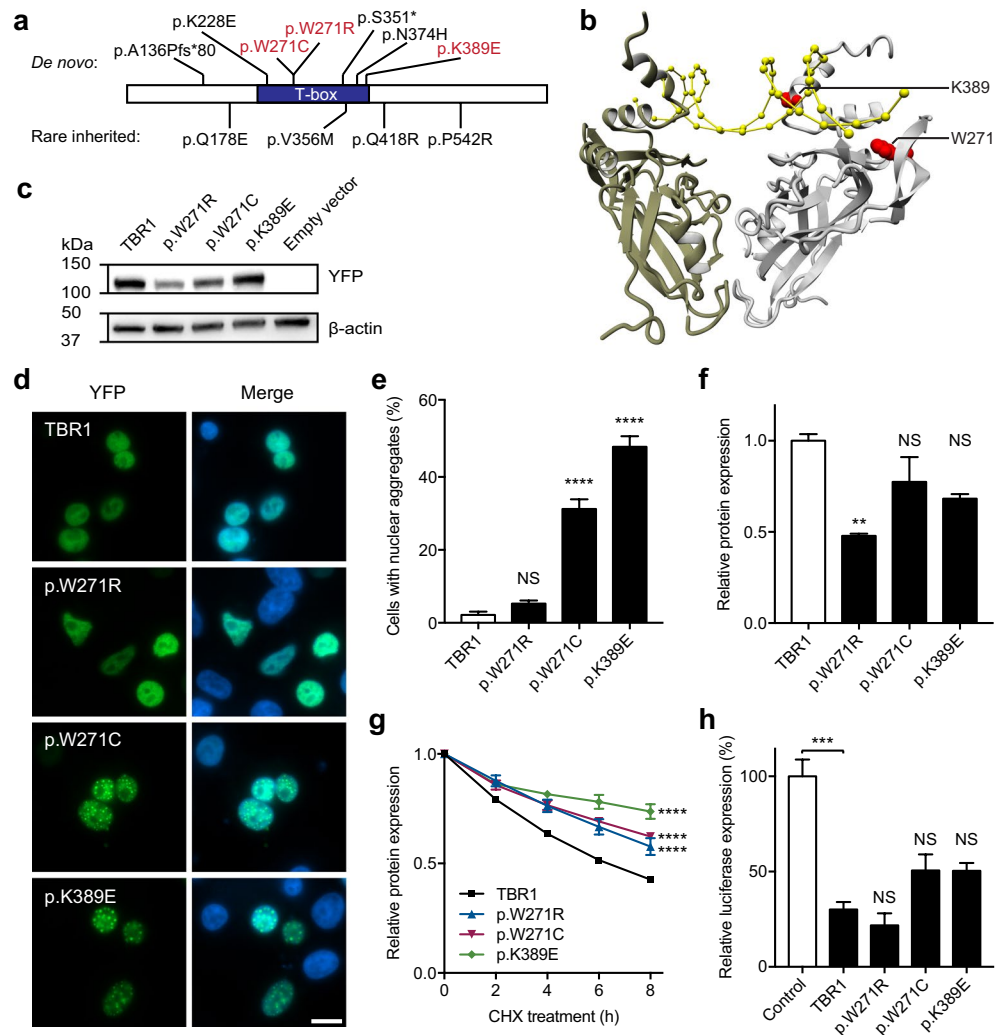 a
De novo:
p.A136Pfs*80
p.K228E
p.W271C
p.W271R
p.S351*
p.N374H
p.K389E
T-box
Rare inherited:
p.Q178E
p.V356M
p.Q418R
p.P542R
b
K389
W271
c
kDa
TBR1
p.W271R
p.W271C
p.K389E
Empty vector
150
100
YFP
50
37
β-actin
d
YFP
Merge
TBR1
p.W271R
p.W271C
p.K389E
e
Cells with nuclear aggregates (%)
60
40
20
0
NS
****
****
TBR1
p.W271R
p.W271C
p.K389E
f
Relative protein expression
1.0
0.5
0.0
**
NS
NS
TBR1
p.W271R
p.W271C
p.K389E
g
Relative protein expression
1.0
0.5
0.0
****
****
****
TBR1
p.W271R
p.W271C
p.K389E
0
2
4
6
8
CHX treatment (h)
h
Relative luciferase expression (%)
100
50
0
***
NS
NS
NS
Control
TBR1
p.W271R
p.W271C
p.K389E